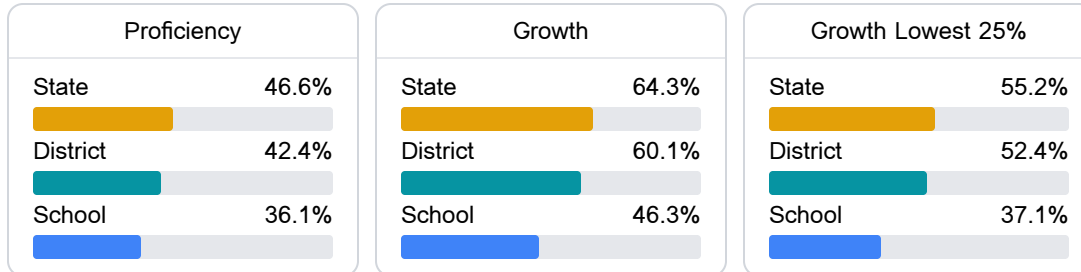 Proficiency
State 46.6%
District 42.4%
School 36.1%
Growth
State 64.3%
District 60.1%
School 46.3%
Growth Lowest 25%
State 55.2%
District 52.4%
School 37.1%